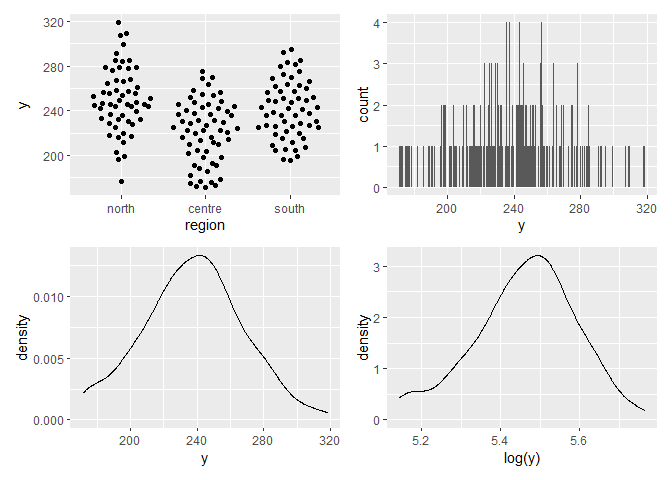 320
280
240
200
y
north centre south
region
4
3
2
1
0
count
200 240 280 320
y
0.010
0.005
0.000
density
200 240 280 320
y
3
2
1
0
density
5.2 5.4 5.6
log(y)